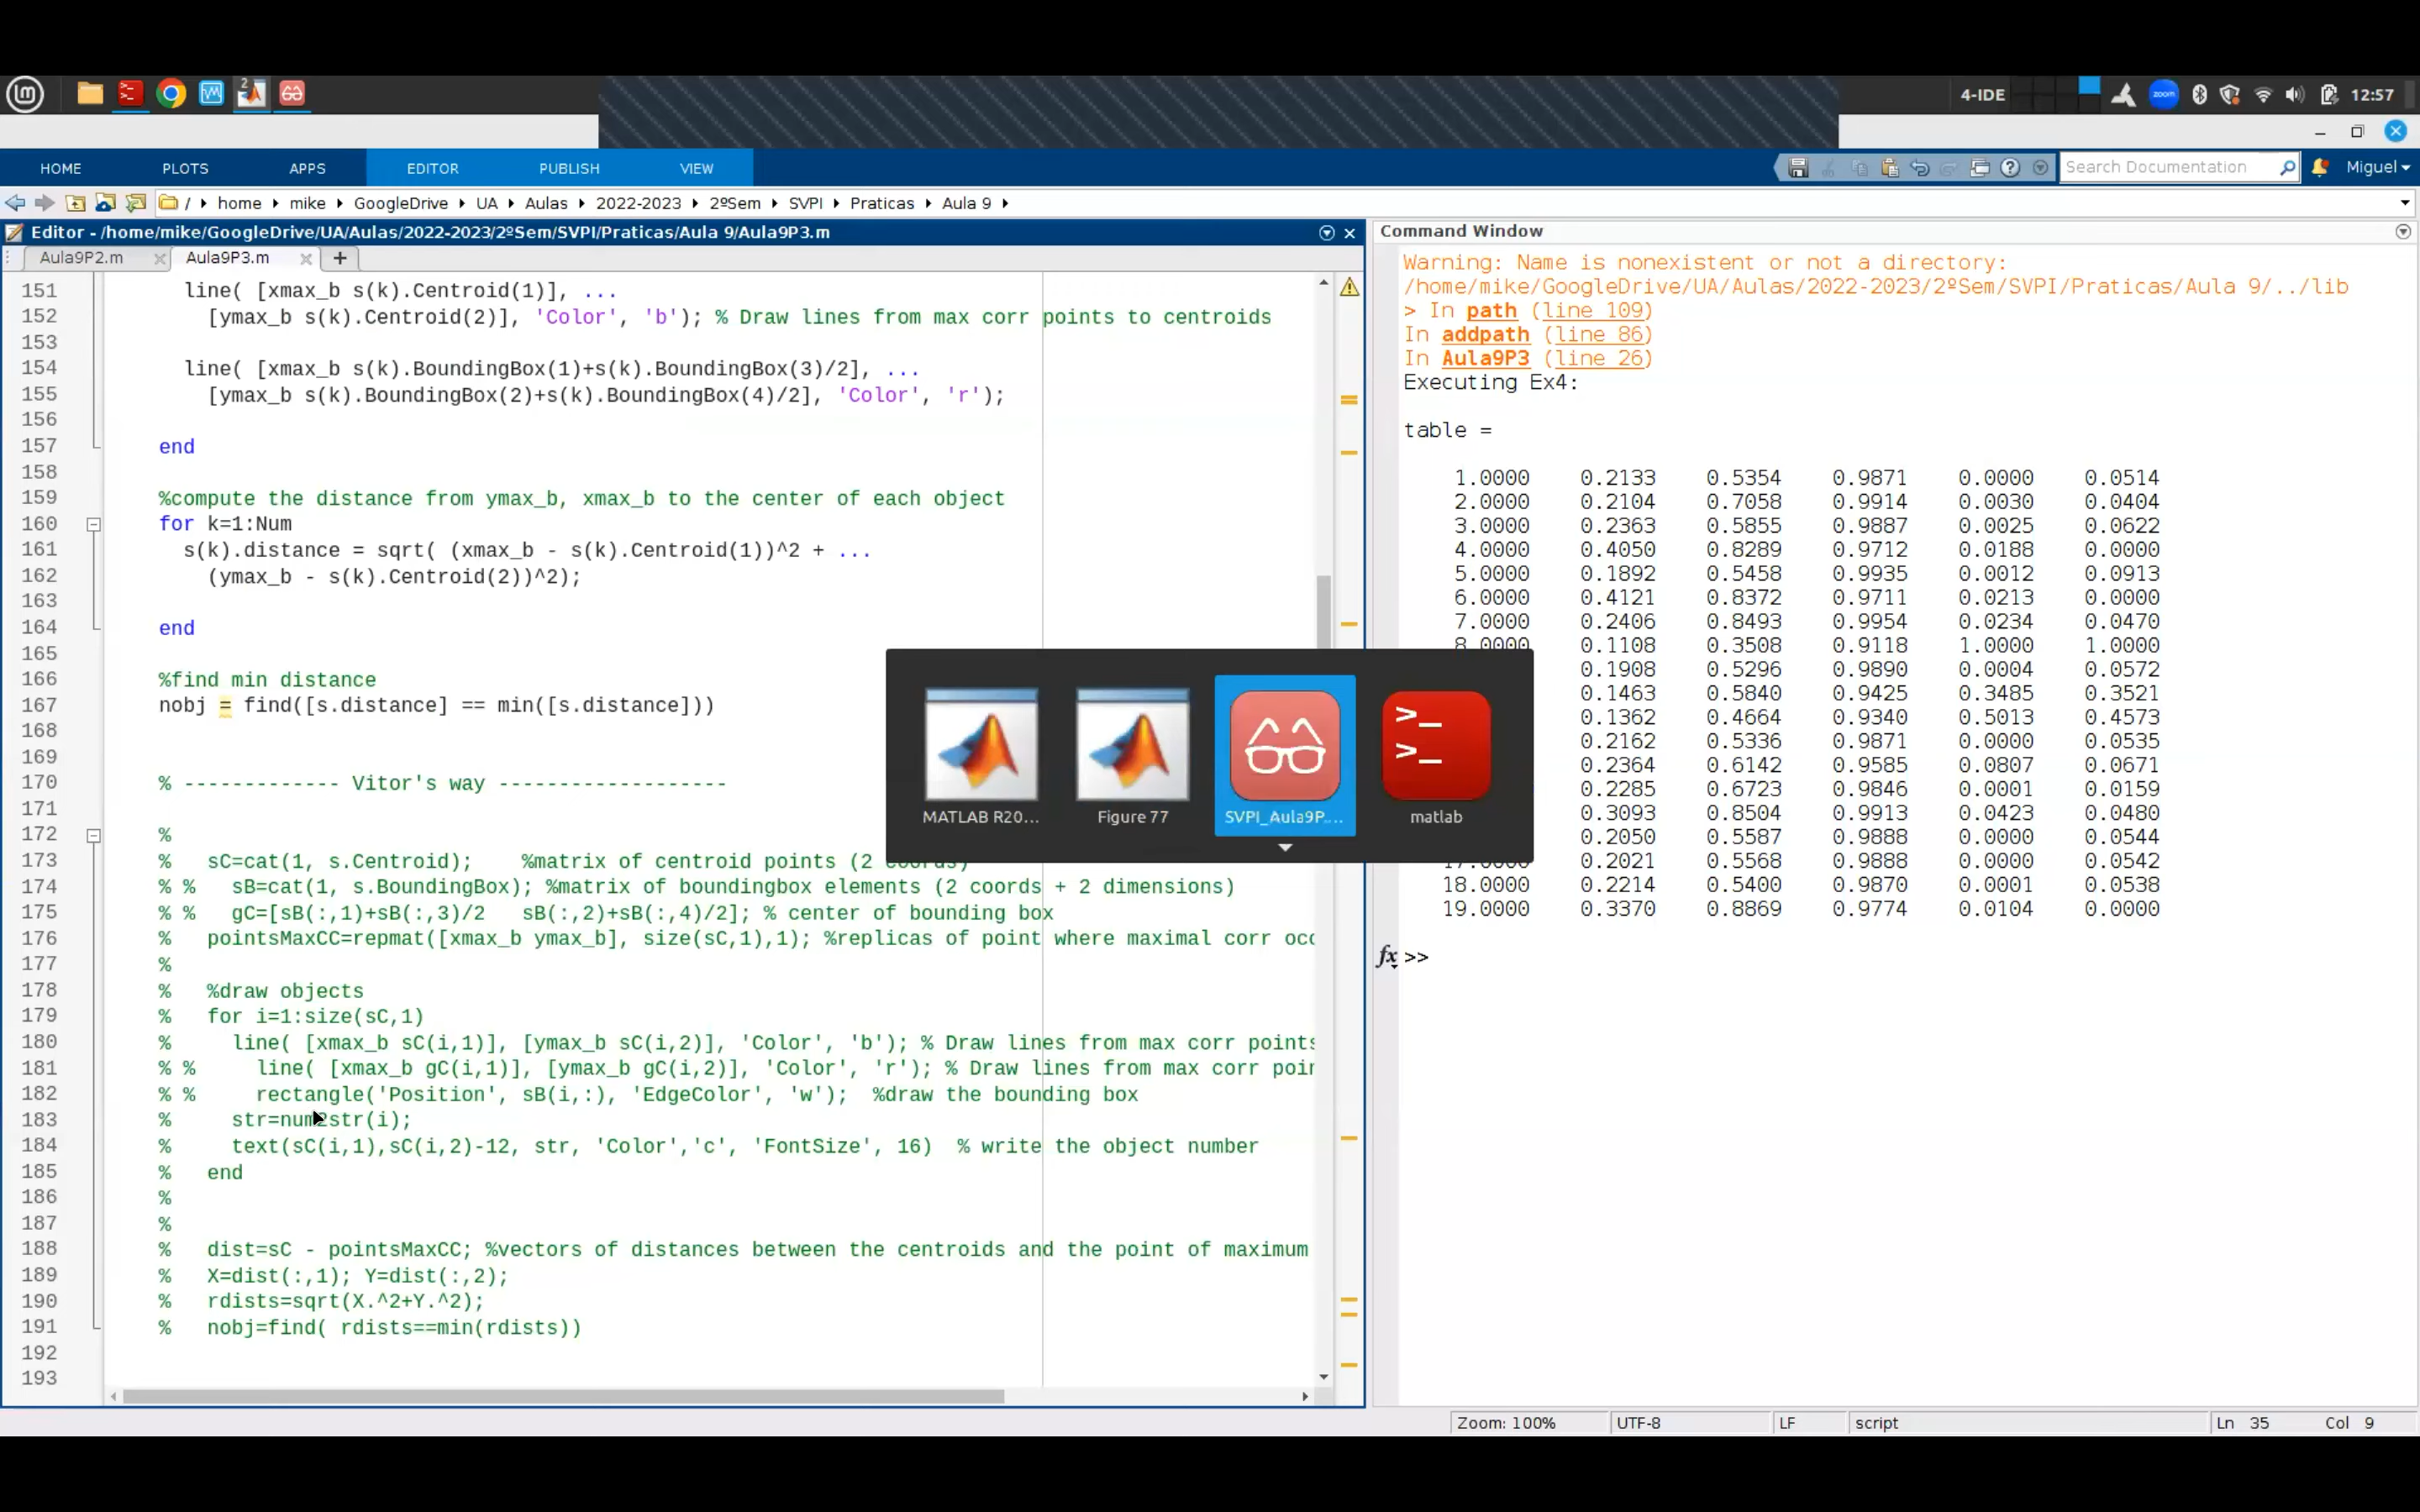 4-IDE
zoom
12:57
2
HOME PLOTS APPS EDITOR PUBLISH VIEW
Search Documentation
Miguel
/ home mike GoogleDrive UA Aulas 2022-2023 2ºSem SVPI Praticas Aula 9
Editor - /home/mike/GoogleDrive/UA/Aulas/2022-2023/2ºSem/SVPI/Praticas/Aula 9/Aula9P3.m
Aula9P2.m Aula9P3.m +
151 line( [xmax_b s(k).Centroid(1)], ...
152 [ymax_b s(k).Centroid(2)], 'Color', 'b'); % Draw lines from max corr points to centroids
153
154 line( [xmax_b s(k).BoundingBox(1)+s(k).BoundingBox(3)/2], ...
155 [ymax_b s(k).BoundingBox(2)+s(k).BoundingBox(4)/2], 'Color', 'r');
156
157 end
158
159 %compute the distance from ymax_b, xmax_b to the center of each object
160 for k=1:Num
161 s(k).distance = sqrt( (xmax_b - s(k).Centroid(1))^2 + ...
162 (ymax_b - s(k).Centroid(2))^2);
163
164 end
165
166 %find min distance
167 nobj = find([s.distance] == min([s.distance]))
168
169
170 % ------------- Vitor's way -------------------
171
172 %
173 % sC=cat(1, s.Centroid); %matrix of centroid points (2 coords)
174 % % sB=cat(1, s.BoundingBox); %matrix of boundingbox elements (2 coords + 2 dimensions)
175 % % gC=[sB(:,1)+sB(:,3)/2 sB(:,2)+sB(:,4)/2]; % center of bounding box
176 % pointsMaxCC=repmat([xmax_b ymax_b], size(sC,1),1); %replicas of point where maximal corr occ
177 %
178 % %draw objects
179 % for i=1:size(sC,1)
180 % line( [xmax_b sC(i,1)], [ymax_b sC(i,2)], 'Color', 'b'); % Draw lines from max corr points
181 % % line( [xmax_b gC(i,1)], [ymax_b gC(i,2)], 'Color', 'r'); % Draw lines from max corr poin
182 % % rectangle('Position', sB(i,:), 'EdgeColor', 'w'); %draw the bounding box
183 % str=num2str(i);
184 % text(sC(i,1),sC(i,2)-12, str, 'Color','c', 'FontSize', 16) % write the object number
185 % end
186 %
187 %
188 % dist=sC - pointsMaxCC; %vectors of distances between the centroids and the point of maximum
189 % X=dist(:,1); Y=dist(:,2);
190 % rdists=sqrt(X.^2+Y.^2);
191 % nobj=find( rdists==min(rdists))
192
193
Command Window
Warning: Name is nonexistent or not a directory:
/home/mike/GoogleDrive/UA/Aulas/2022-2023/2ºSem/SVPI/Praticas/Aula 9/../lib
> In path (line 109)
In addpath (line 86)
In Aula9P3 (line 26)
Executing Ex4:
table =
1.0000 0.2133 0.5354 0.9871 0.0000 0.0514
2.0000 0.2104 0.7058 0.9914 0.0030 0.0404
3.0000 0.2363 0.5855 0.9887 0.0025 0.0622
4.0000 0.4050 0.8289 0.9712 0.0188 0.0000
5.0000 0.1892 0.5458 0.9935 0.0012 0.0913
6.0000 0.4121 0.8372 0.9711 0.0213 0.0000
7.0000 0.2406 0.8493 0.9954 0.0234 0.0470
8.0000 0.1108 0.3508 0.9118 1.0000 1.0000
0.1908 0.5296 0.9890 0.0004 0.0572
0.1463 0.5840 0.9425 0.3485 0.3521
0.1362 0.4664 0.9340 0.5013 0.4573
0.2162 0.5336 0.9871 0.0000 0.0535
0.2364 0.6142 0.9585 0.0807 0.0671
0.2285 0.6723 0.9846 0.0001 0.0159
0.3093 0.8504 0.9913 0.0423 0.0480
0.2050 0.5587 0.9888 0.0000 0.0544
17.0000 0.2021 0.5568 0.9888 0.0000 0.0542
18.0000 0.2214 0.5400 0.9870 0.0001 0.0538
19.0000 0.3370 0.8869 0.9774 0.0104 0.0000
fx >>
MATLAB R20... Figure 77 SVPI_Aula9P.... matlab
Zoom: 100% UTF-8 LF script Ln 35 Col 9